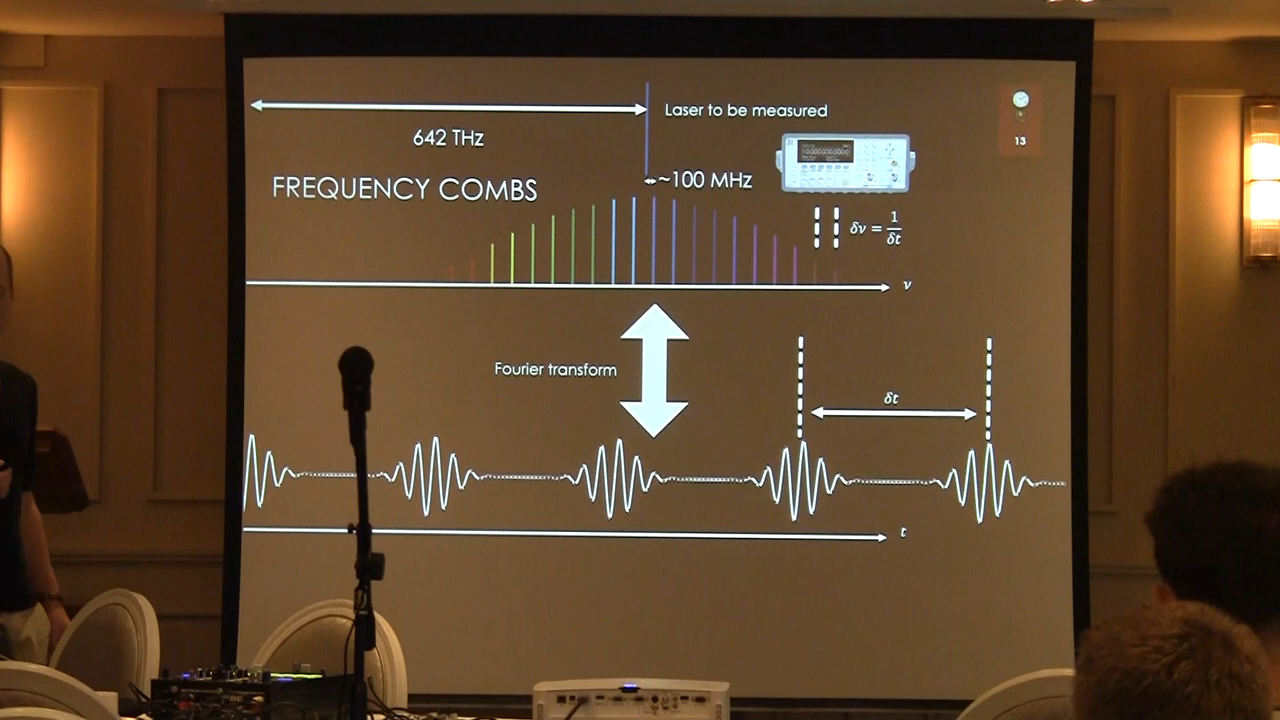 Laser to be measured
642 THz
13
FREQUENCY COMBS
~100 MHz
δν = 1/δt
ν
Fourier transform
δt
t